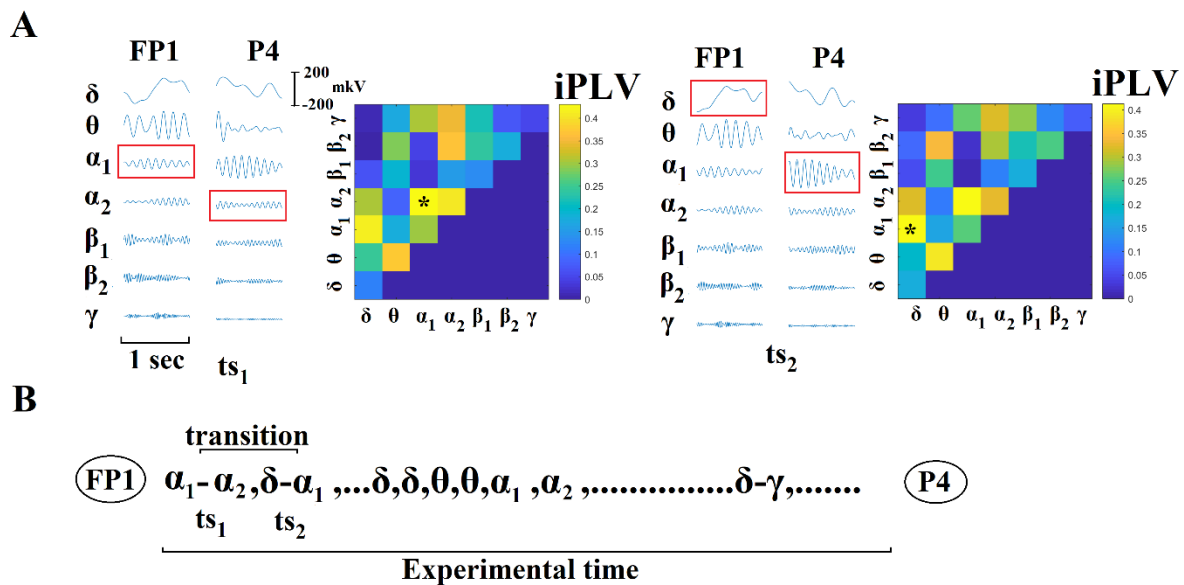 A
FP1 P4
δ
θ
α₁
α₂
β₁
β₂
γ
200
mkV
-200
1 sec
ts₁
iPLV
0.4
0.35
0.3
0.25
0.2
0.15
0.1
0.05
0
γ
β₂
β₁
α₂
α₁
θ
δ
*
δ θ α₁ α₂ β₁ β₂ γ
FP1 P4
δ
θ
α₁
α₂
β₁
β₂
γ
ts₂
iPLV
0.4
0.35
0.3
0.25
0.2
0.15
0.1
0.05
0
γ
β₂
β₁
α₂
α₁
θ
δ
*
δ θ α₁ α₂ β₁ β₂ γ
B
transition
FP1 α₁-α₂,δ-α₁,...δ,δ,θ,θ,α₁,α₂,...............δ-γ,....... P4
ts₁ ts₂
Experimental time